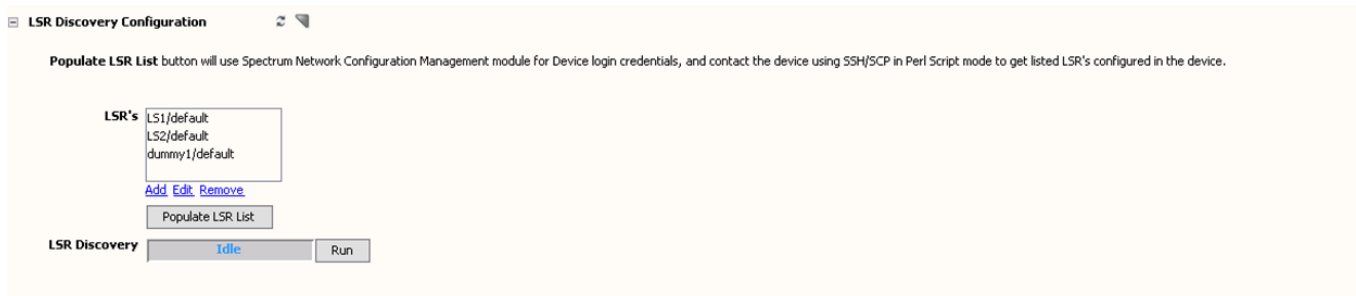 LSR Discovery Configuration
Populate LSR List button will use Spectrum Network Configuration Management module for Device login credentials, and contact the device using SSH/SCP in Perl Script mode to get listed LSR's configured in the device.
LSR's
LS1/default
LS2/default
dummy1/default
Add Edit Remove
Populate LSR List
LSR Discovery Idle Run